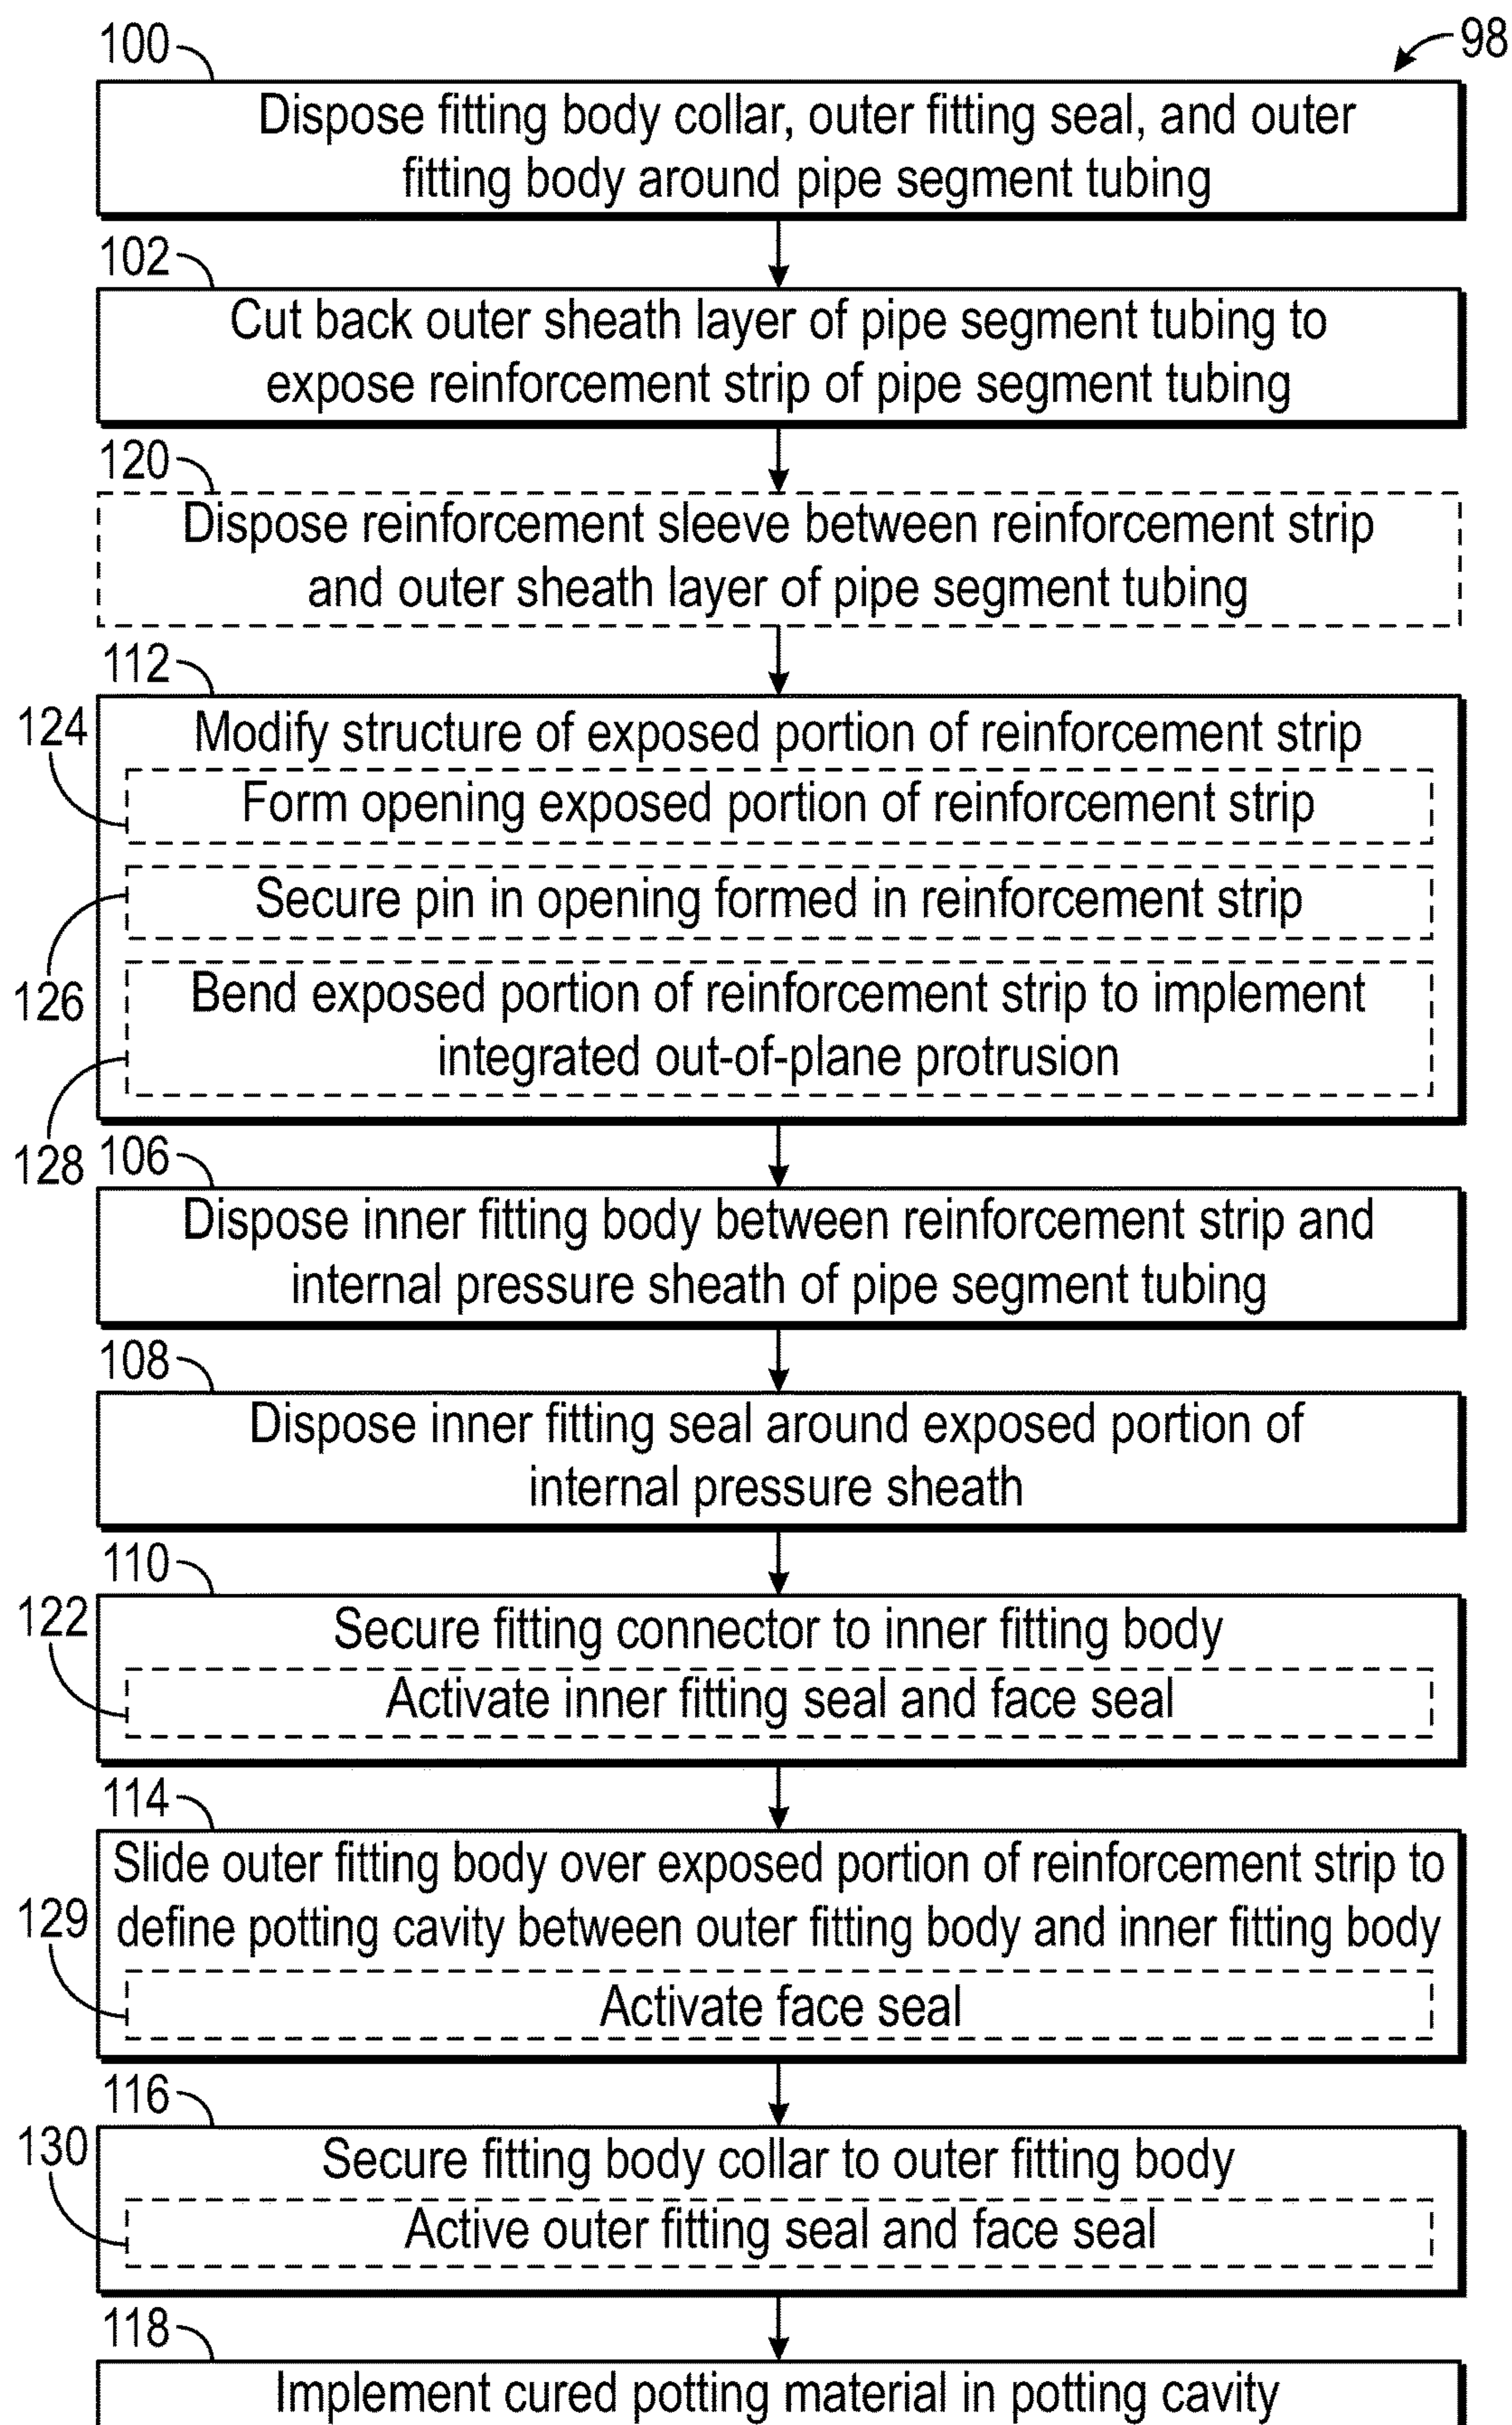 98
100
Dispose fitting body collar, outer fitting seal, and outer
fitting body around pipe segment tubing
102
Cut back outer sheath layer of pipe segment tubing to
expose reinforcement strip of pipe segment tubing
120
Dispose reinforcement sleeve between reinforcement strip
and outer sheath layer of pipe segment tubing
112
Modify structure of exposed portion of reinforcement strip
124
Form opening exposed portion of reinforcement strip
126
Secure pin in opening formed in reinforcement strip
128
Bend exposed portion of reinforcement strip to implement
integrated out-of-plane protrusion
106
Dispose inner fitting body between reinforcement strip and
internal pressure sheath of pipe segment tubing
108
Dispose inner fitting seal around exposed portion of
internal pressure sheath
110
Secure fitting connector to inner fitting body
122
Activate inner fitting seal and face seal
114
Slide outer fitting body over exposed portion of reinforcement strip to
define potting cavity between outer fitting body and inner fitting body
129
Activate face seal
116
Secure fitting body collar to outer fitting body
130
Active outer fitting seal and face seal
118
Implement cured potting material in potting cavity